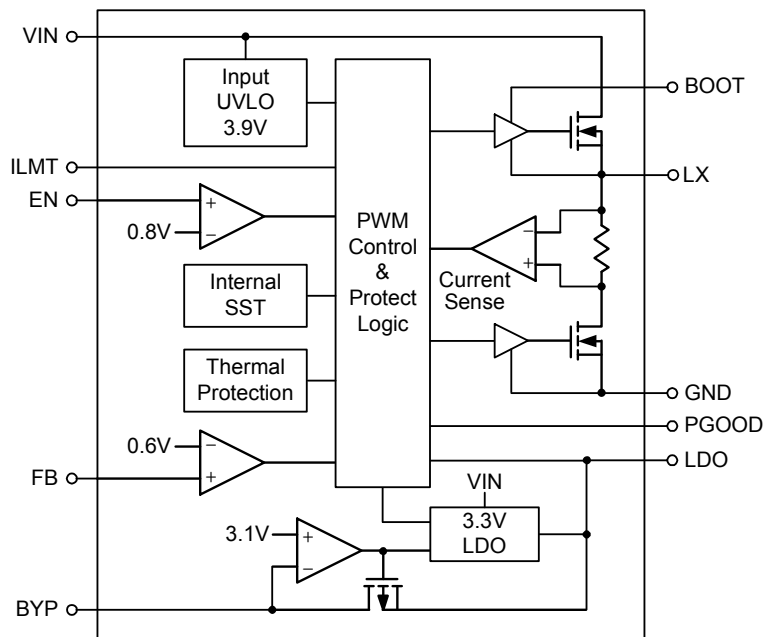 VIN
Input
UVLO
3.9V
BOOT
ILMT
EN
+
0.8V
−
LX
PWM
Control
&
Protect
Logic
−
+
Current
Sense
Internal
SST
Thermal
Protection
GND
PGOOD
0.6V
−
FB
+
LDO
VIN
3.3V
LDO
3.1V
+
−
BYP